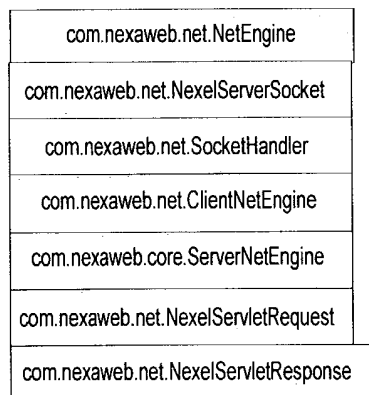 com.nexaweb.net.NetEngine
com.nexaweb.net.NexelServerSocket
com.nexaweb.net.SocketHandler
com.nexaweb.net.ClientNetEngine
com.nexaweb.core.ServerNetEngine
com.nexaweb.net.NexelServletRequest
com.nexaweb.net.NexelServletResponse